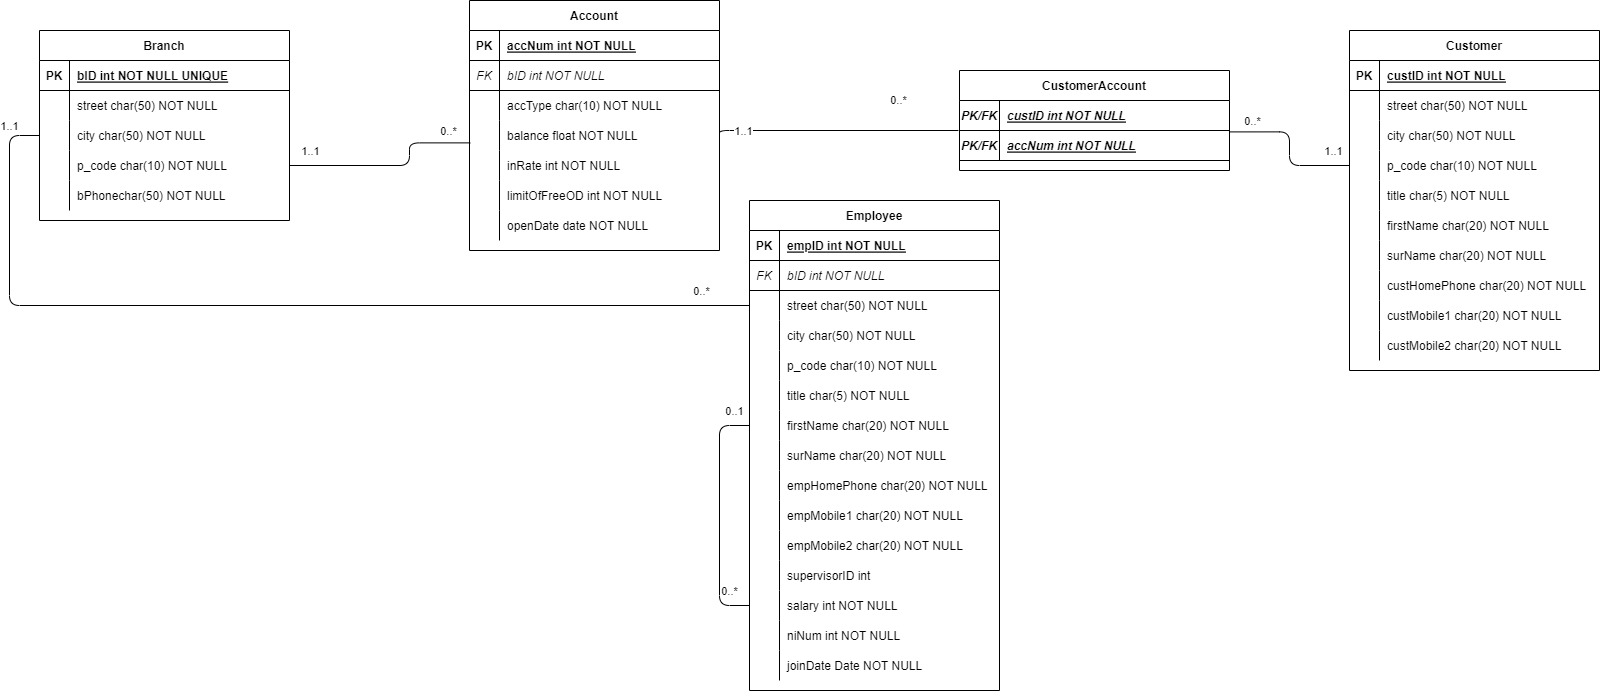 Branch
PK bID int NOT NULL UNIQUE
street char(50) NOT NULL
city char(50) NOT NULL
p_code char(10) NOT NULL
bPhonechar(50) NOT NULL
1..1
1..1
0..*
Account
PK accNum int NOT NULL
FK bID int NOT NULL
accType char(10) NOT NULL
balance float NOT NULL
inRate int NOT NULL
limitOfFreeOD int NOT NULL
openDate date NOT NULL
1..1
0..*
CustomerAccount
PK/FK custID int NOT NULL
PK/FK accNum int NOT NULL
0..*
1..1
Customer
PK custID int NOT NULL
street char(50) NOT NULL
city char(50) NOT NULL
p_code char(10) NOT NULL
title char(5) NOT NULL
firstName char(20) NOT NULL
surName char(20) NOT NULL
custHomePhone char(20) NOT NULL
custMobile1 char(20) NOT NULL
custMobile2 char(20) NOT NULL
0..*
Employee
PK empID int NOT NULL
FK bID int NOT NULL
street char(50) NOT NULL
city char(50) NOT NULL
p_code char(10) NOT NULL
title char(5) NOT NULL
firstName char(20) NOT NULL
surName char(20) NOT NULL
empHomePhone char(20) NOT NULL
empMobile1 char(20) NOT NULL
empMobile2 char(20) NOT NULL
supervisorID int
salary int NOT NULL
niNum int NOT NULL
joinDate Date NOT NULL
0..1
0..*